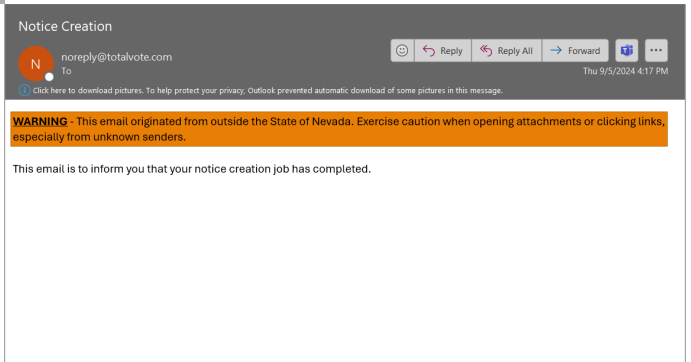 Notice Creation
N
noreply@totalvote.com
To
Reply
Reply All
Forward
...
Thu 9/5/2024 4:17 PM
Click here to download pictures. To help protect your privacy, Outlook prevented automatic download of some pictures in this message.
WARNING - This email originated from outside the State of Nevada. Exercise caution when opening attachments or clicking links,
especially from unknown senders.
This email is to inform you that your notice creation job has completed.